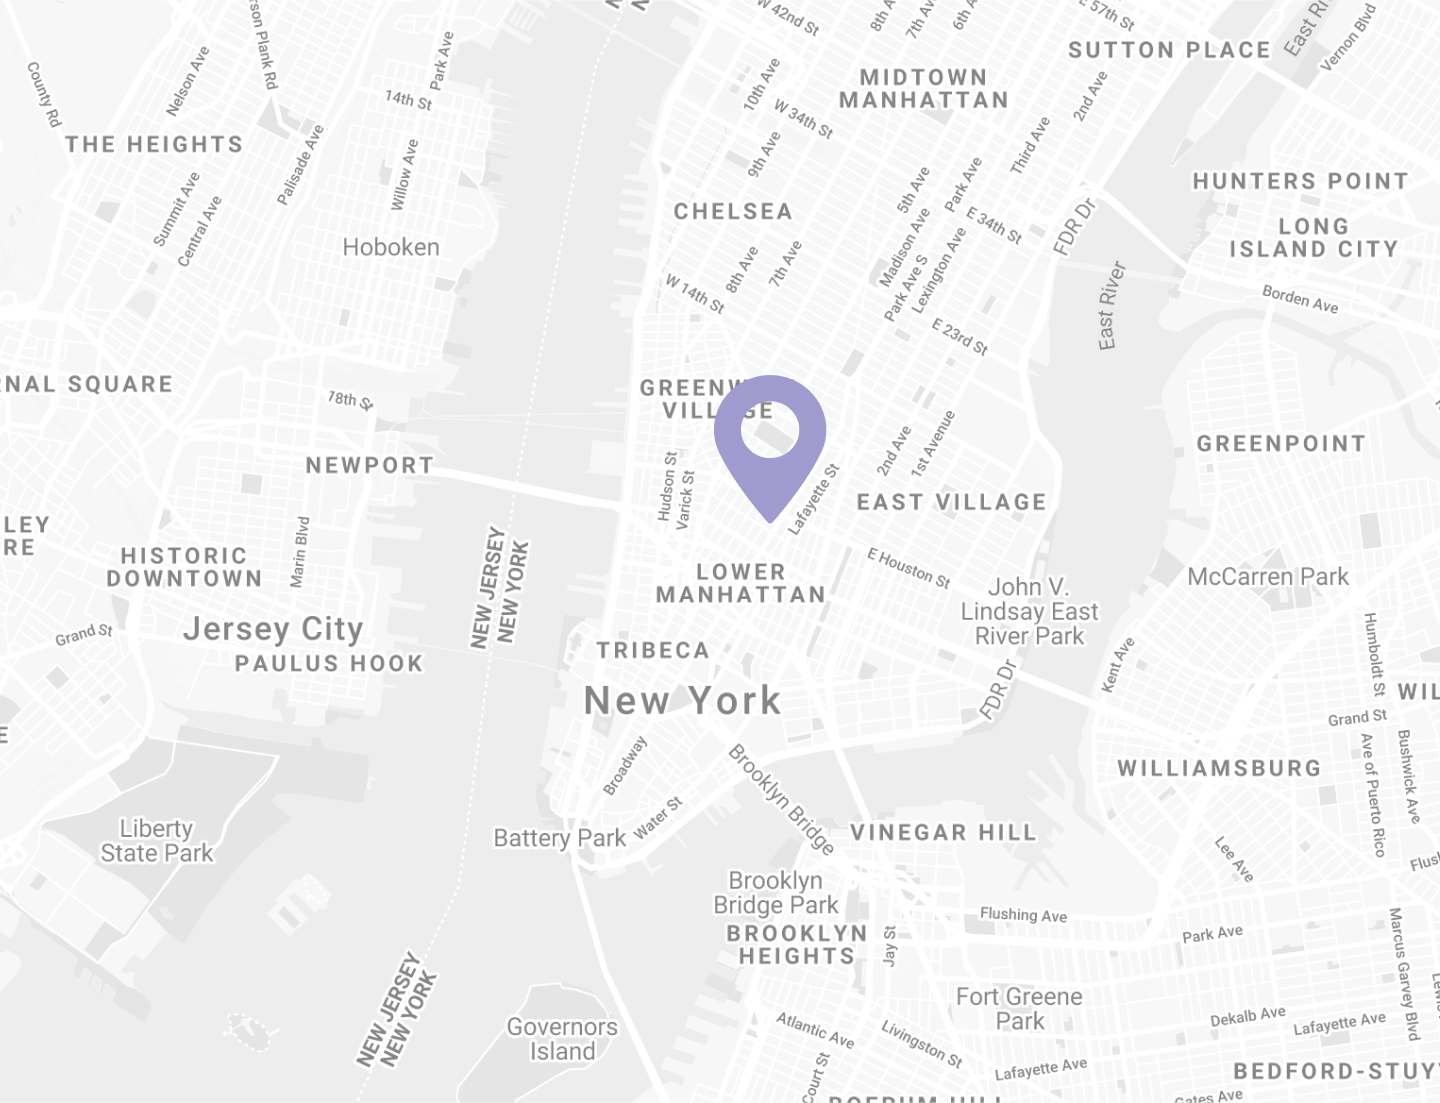 W 42nd St
8th A
7th Av
6th A
E 57th St
SUTTON PLACE
East Ri
Vernon Blvd
County Rd
Nelson Ave
rson Plank Rd
Park Ave
14th St
MIDTOWN
MANHATTAN
10th Ave
W 34th St
2nd Ave
THE HEIGHTS
Palisade Ave
Willow Ave
9th Ave
Third Ave
HUNTERS POINT
Summit Ave
Central Ave
Hoboken
CHELSEA
5th Ave
Park Ave
E 34th St
Madison Ave
Lexington Ave
Park Ave S
FDR Dr
LONG
ISLAND CITY
W 14th St
8th Ave
7th Ave
East River
Borden Ave
E 23rd St
RNAL SQUARE
18th St
GREENW
VILLAGE
2nd Ave
1st Avenue
GREENPOINT
NEWPORT
Hudson St
Varick St
Lafayette St
EAST VILLAGE
LEY
RE
HISTORIC
DOWNTOWN
Marin Blvd
NEW JERSEY
NEW YORK
LOWER
MANHATTAN
E Houston St
John V.
Lindsay East
River Park
McCarren Park
Grand St
Jersey City
PAULUS HOOK
TRIBECA
New York
FDR Dr
Kent Ave
Humboldt St
WIL
Grand St
E
Broadway
Water St
Brooklyn Bridge
WILLIAMSBURG
Ave of Puerto Rico
Bushwick Ave
Liberty
State Park
Battery Park
VINEGAR HILL
Lee Ave
Flush
Brooklyn
Bridge Park
BROOKLYN
HEIGHTS
Jay St
Flushing Ave
Park Ave
Marcus Garvey Blvd
NEW JERSEY
NEW YORK
Governors
Island
Atlantic Ave
Livingston St
Court St
Fort Greene
Park
Dekalb Ave
Lafayette Ave
Lafayette Ave
BEDFORD-STUY
BOERUM HILL
Gates Ave